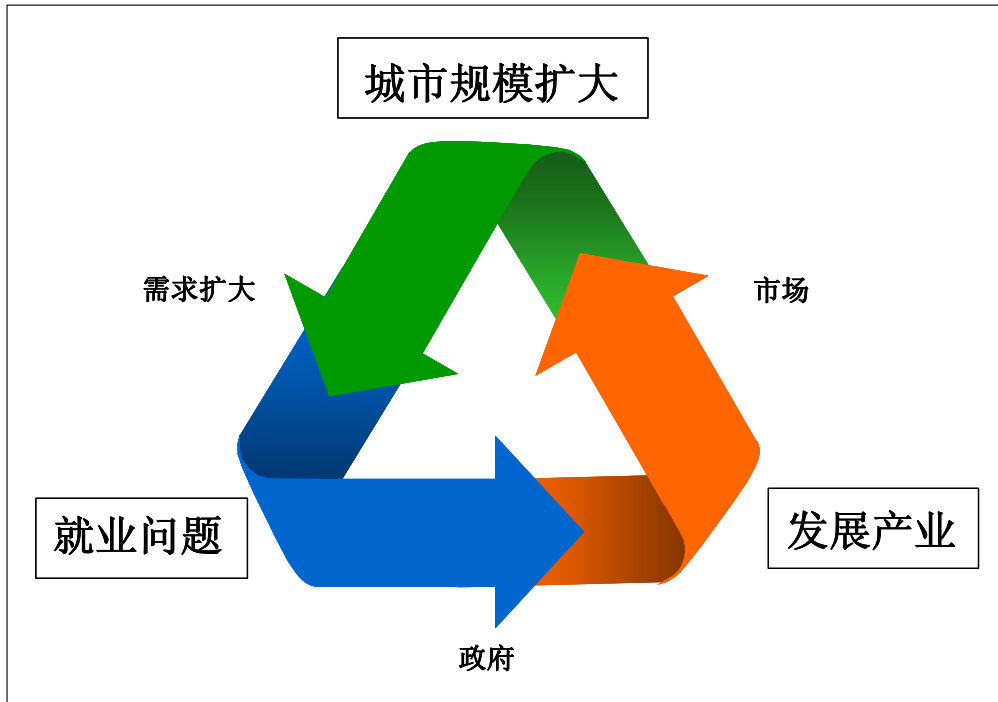 城市规模扩大
需求扩大
市场
就业问题
发展产业
政府